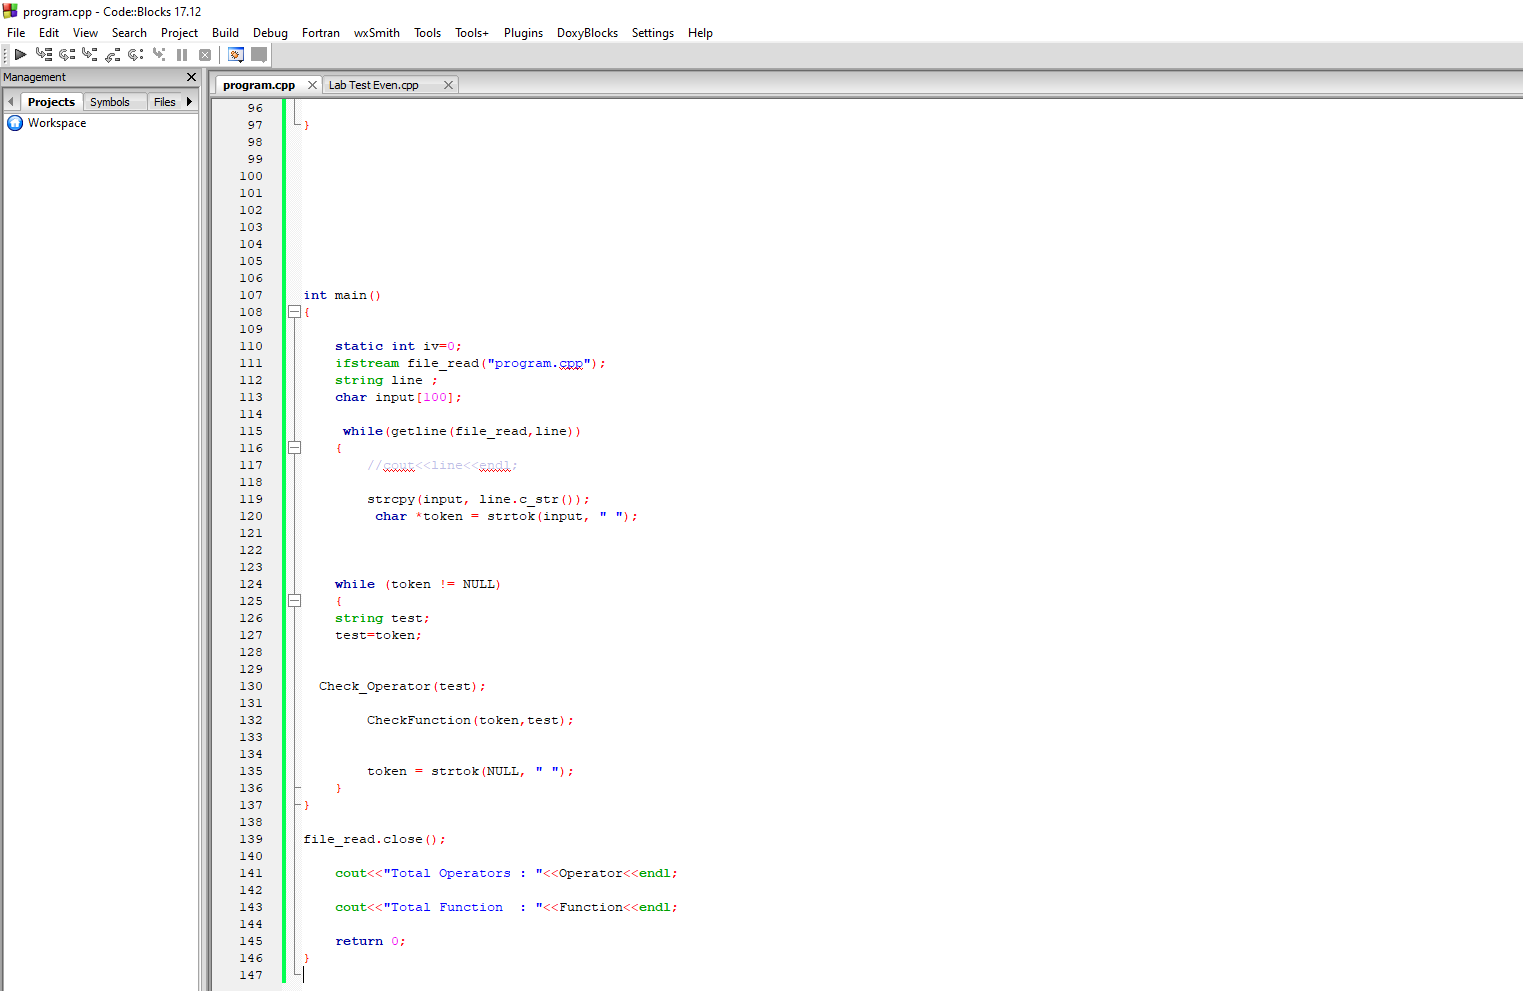 program.cpp - Code::Blocks 17.12
File Edit View Search Project Build Debug Fortran wxSmith Tools Tools+ Plugins DoxyBlocks Settings Help
Management
program.cpp Lab Test Even.cpp
Projects Symbols Files
Workspace
96
97 }
98
99
100
101
102
103
104
105
106
107 int main()
108 {
109
110 static int iv=0;
111 ifstream file_read("program.cpp");
112 string line ;
113 char input[100];
114
115 while(getline(file_read,line))
116 {
117 //cout<<line<<endl;
118
119 strcpy(input, line.c_str());
120 char *token = strtok(input, " ");
121
122
123
124 while (token != NULL)
125 {
126 string test;
127 test=token;
128
129
130 Check_Operator(test);
131
132 CheckFunction(token,test);
133
134
135 token = strtok(NULL, " ");
136 }
137 }
138
139 file_read.close();
140
141 cout<<"Total Operators : "<<Operator<<endl;
142
143 cout<<"Total Function  : "<<Function<<endl;
144
145 return 0;
146 }
147